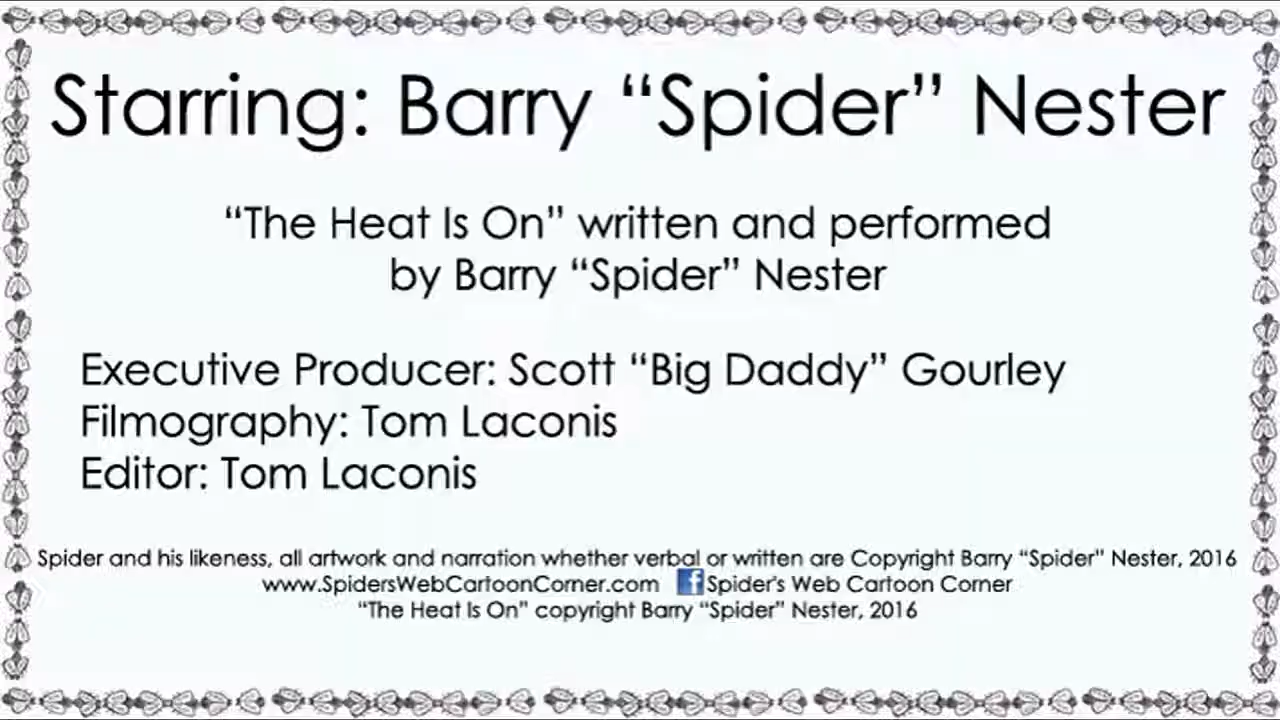 Starring: Barry “Spider” Nester
“The Heat Is On” written and performed
by Barry “Spider” Nester
Executive Producer: Scott “Big Daddy” Gourley
Filmography: Tom Laconis
Editor: Tom Laconis
Spider and his likeness, all artwork and narration whether verbal or written are Copyright Barry “Spider” Nester, 2016
www.SpidersWebCartoonCorner.com f Spider's Web Cartoon Corner
“The Heat Is On” copyright Barry “Spider” Nester, 2016